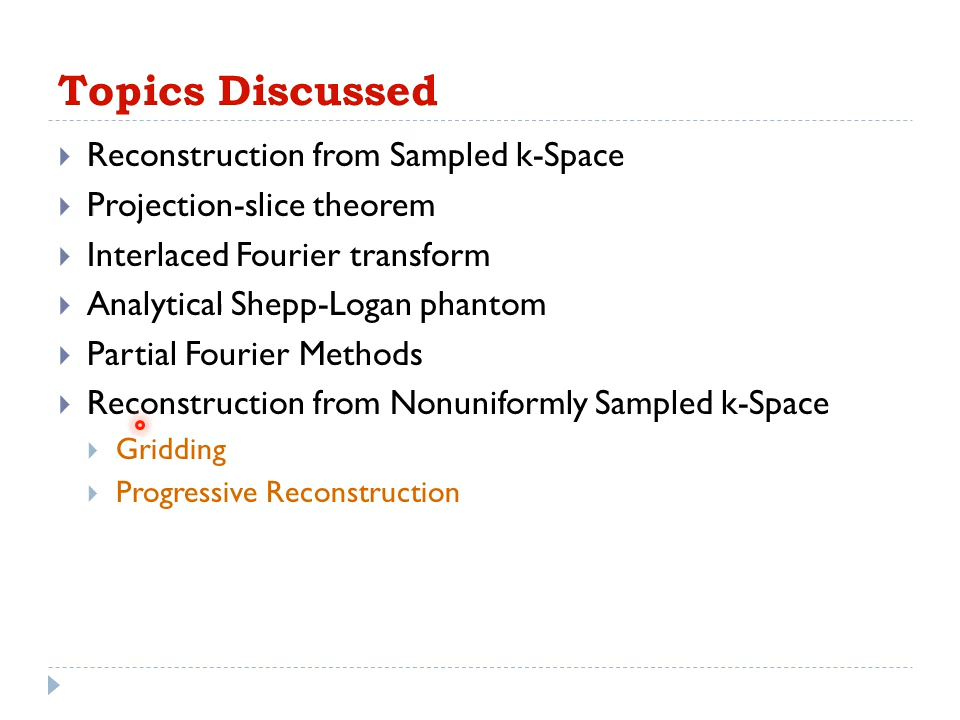 Topics Discussed
Reconstruction from Sampled k-Space
Projection-slice theorem
Interlaced Fourier transform
Analytical Shepp-Logan phantom
Partial Fourier Methods
Reconstruction from Nonuniformly Sampled k-Space
Gridding
Progressive Reconstruction